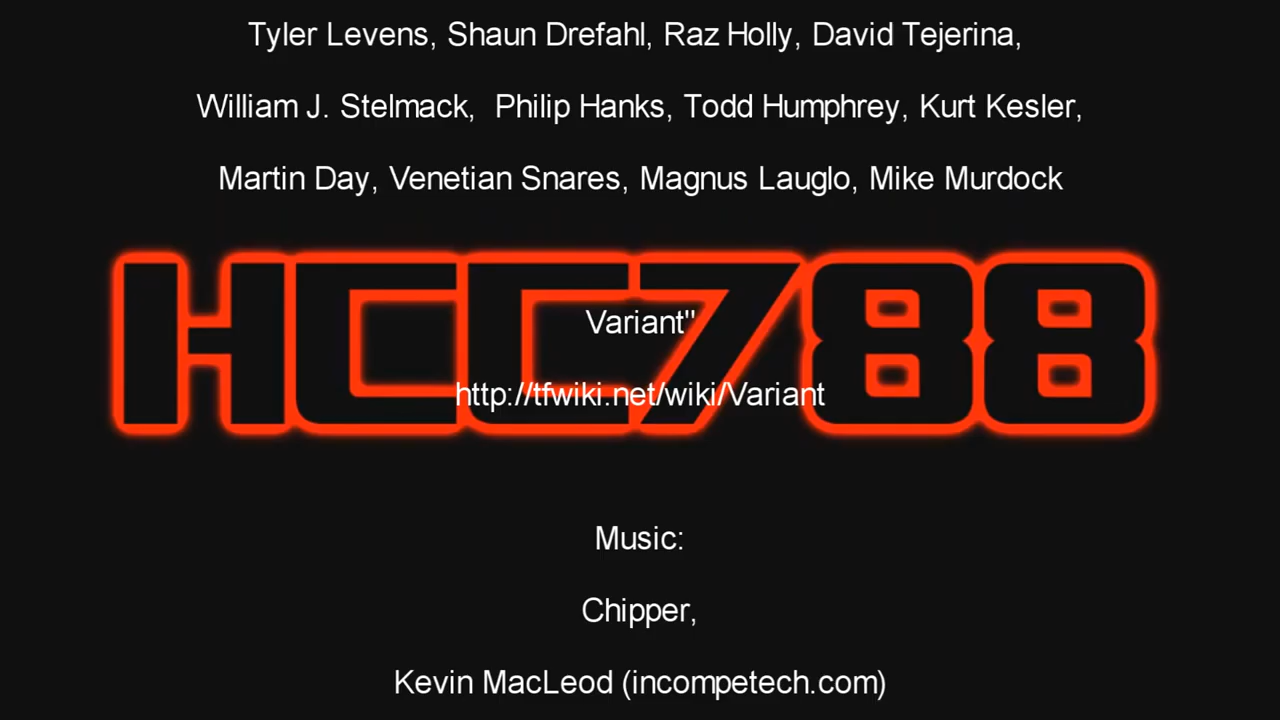 Tyler Levens, Shaun Drefahl, Raz Holly, David Tejerina,
William J. Stelmack, Philip Hanks, Todd Humphrey, Kurt Kesler,
Martin Day, Venetian Snares, Magnus Lauglo, Mike Murdock
HCC788
Variant"
http://tfwiki.net/wiki/Variant
Music:
Chipper,
Kevin MacLeod (incompetech.com)